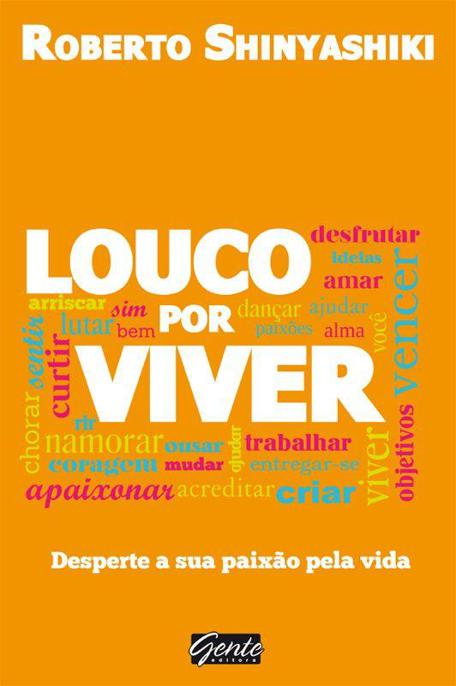 ROBERTO SHINYASHIKI
LOUCO
POR
VIVER
desfrutar
ideias
amar
arriscar
sim
dançar
ajudar
lutar
bem
paixões
alma
você
vencer
sentir
curtir
chorar
rir
namorar
ousar
ajudar
trabalhar
coragem
mudar
entregar-se
viver
objetivos
apaixonar
acreditar
criar
Desperte a sua paixão pela vida
Gente
editora